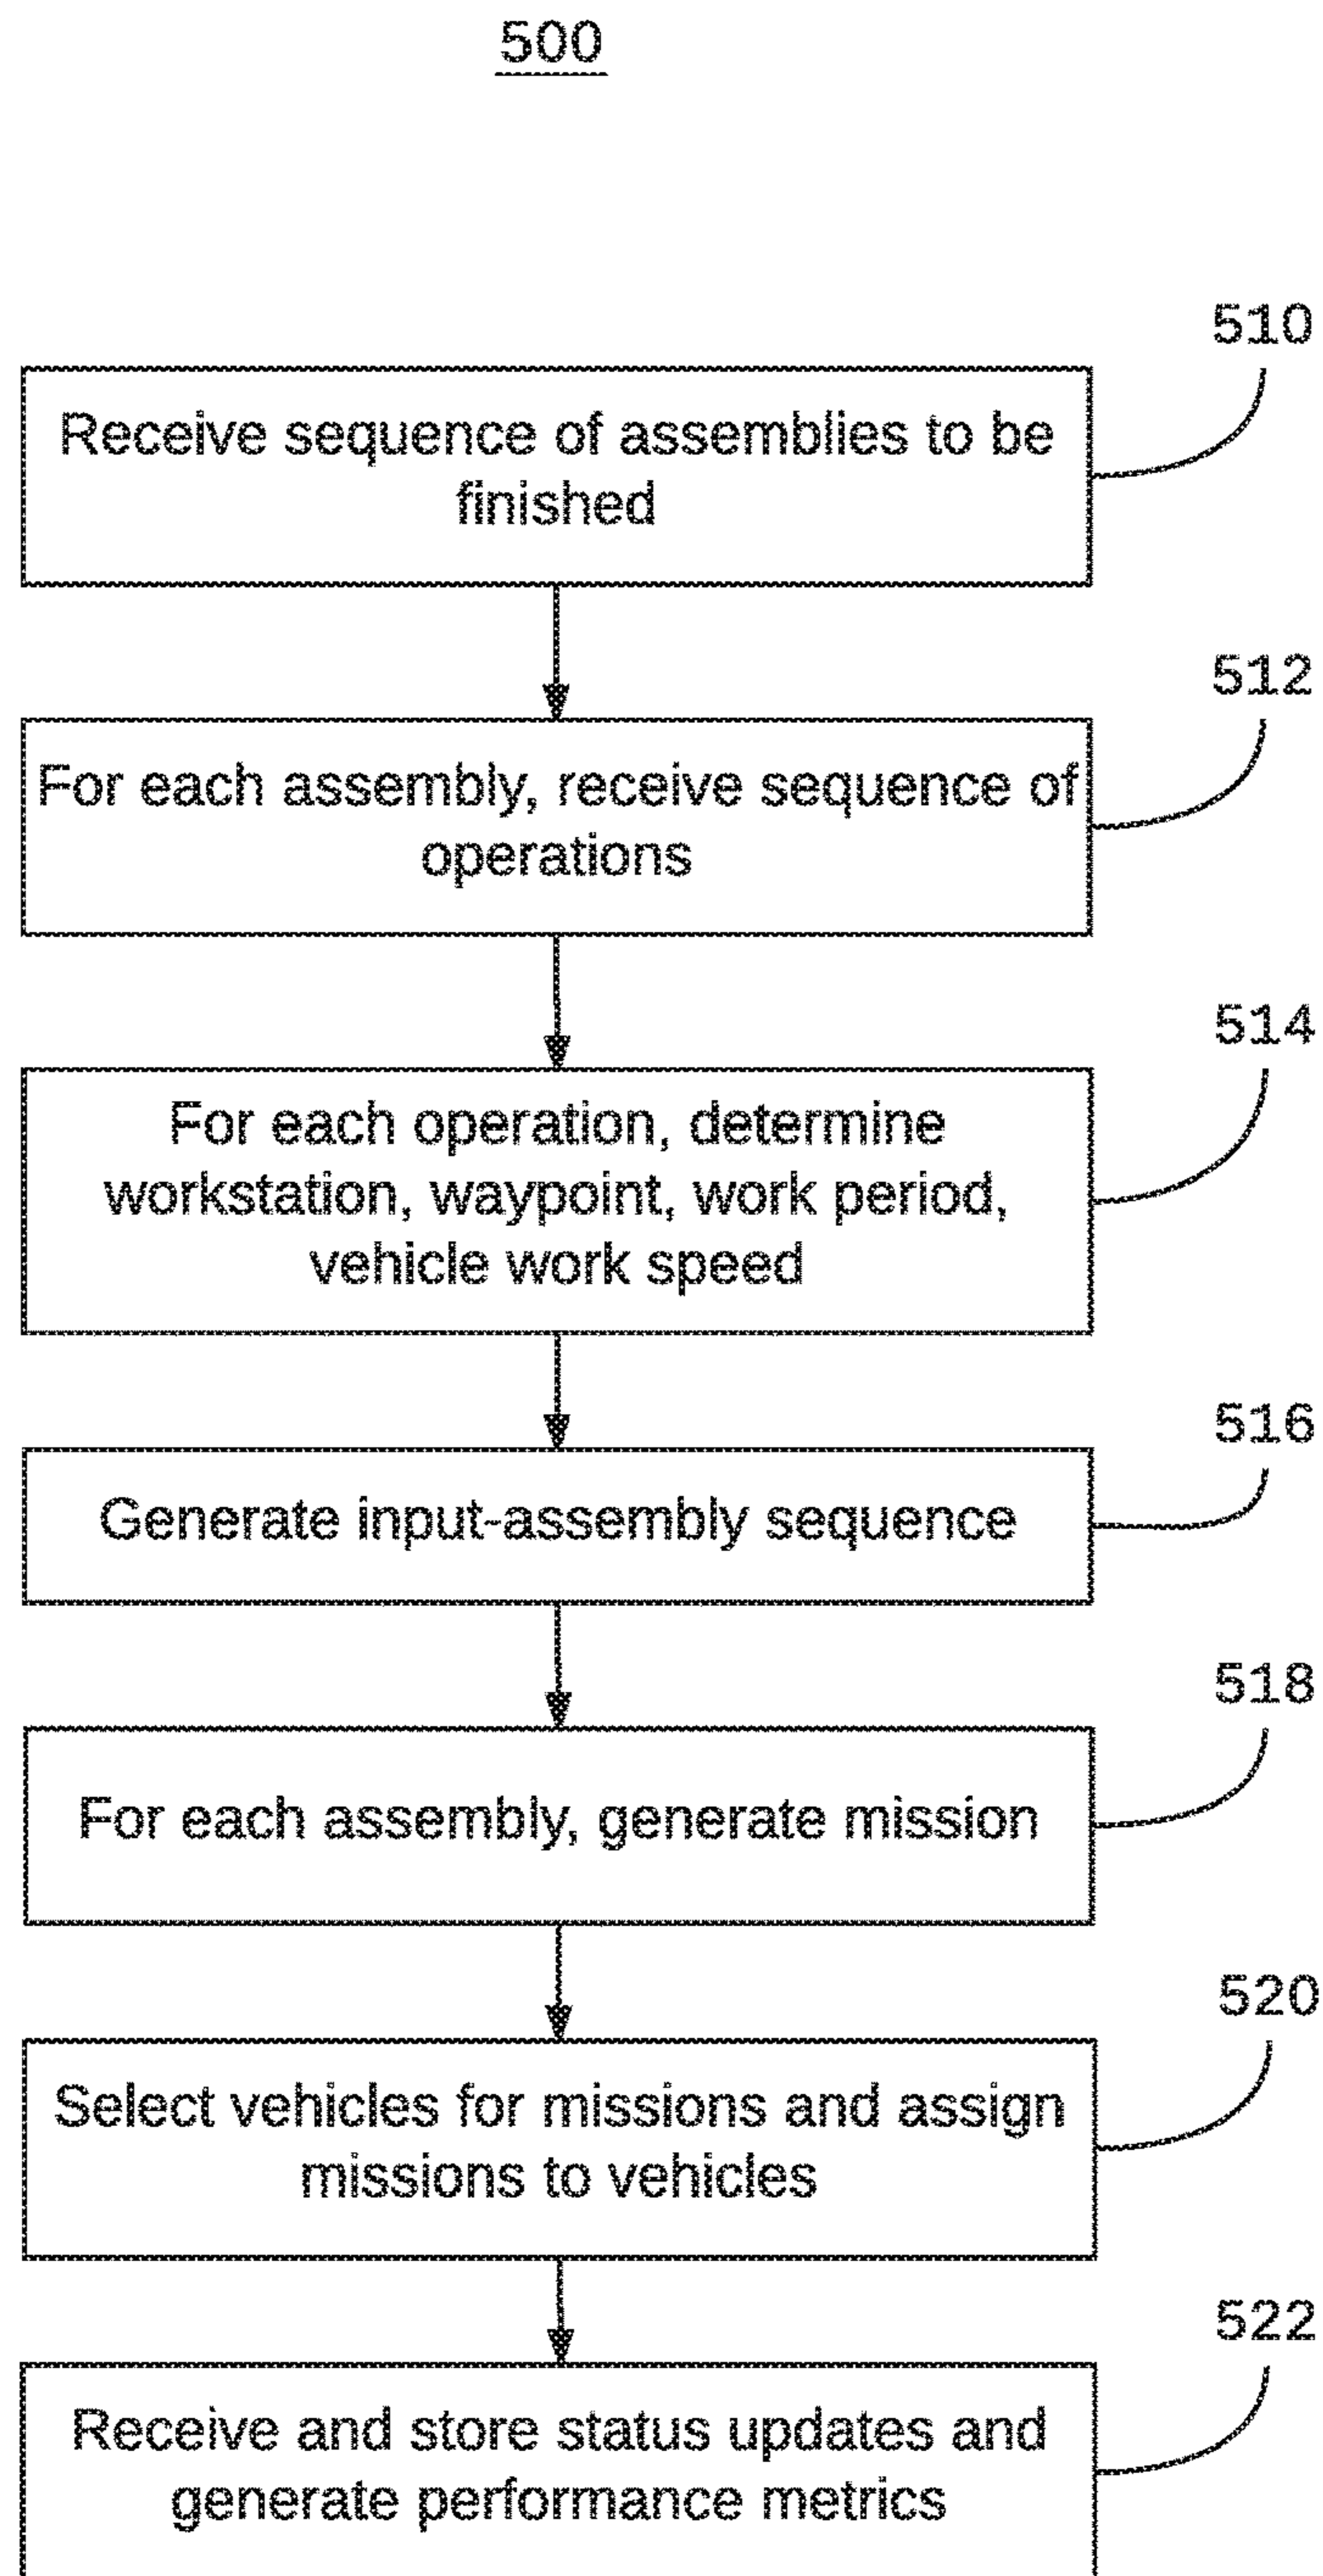 500
510
Receive sequence of assemblies to be
finished
512
For each assembly, receive sequence of
operations
514
For each operation, determine
workstation, waypoint, work period,
vehicle work speed
516
Generate input-assembly sequence
518
For each assembly, generate mission
520
Select vehicles for missions and assign
missions to vehicles
522
Receive and store status updates and
generate performance metrics